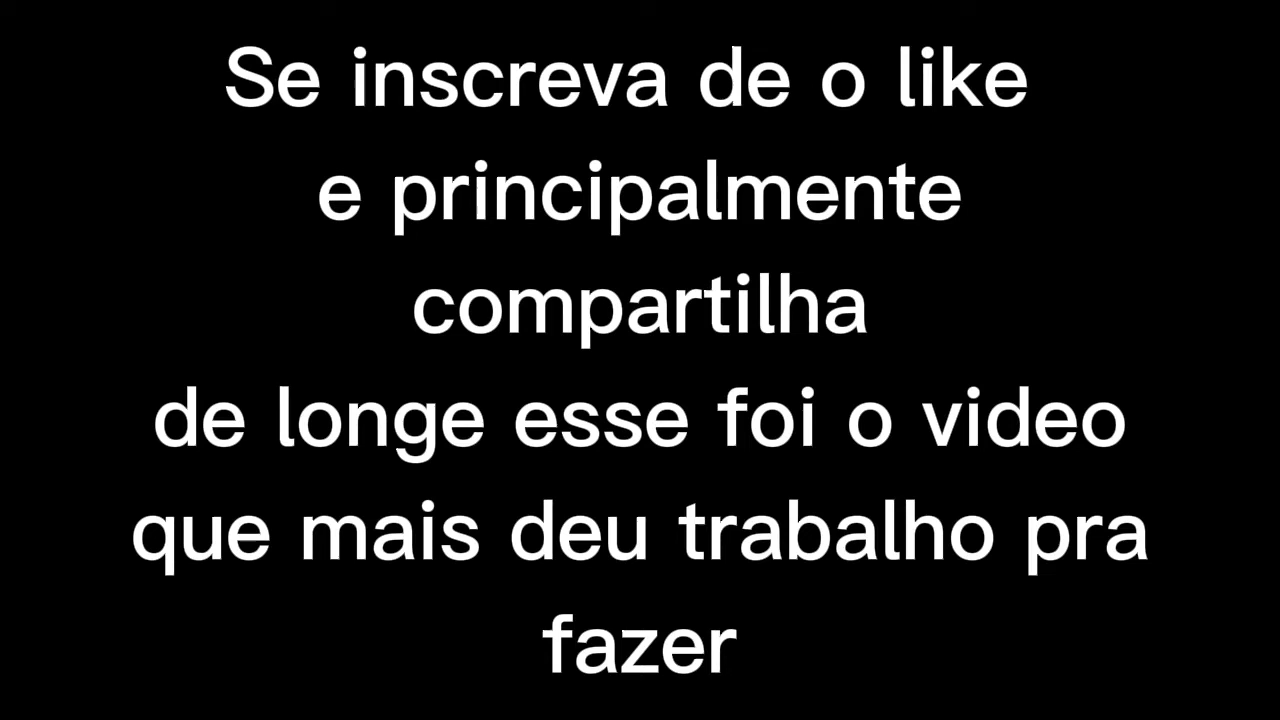 Se inscreva de o like
e principalmente
compartilha
de longe esse foi o video
que mais deu trabalho pra
fazer